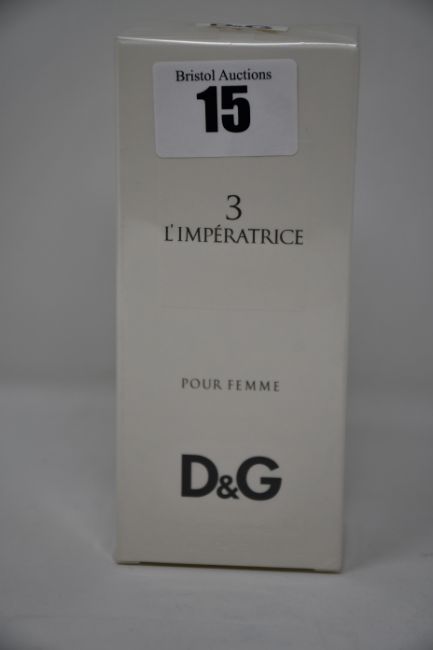 Bristol Auctions
15
3
L'IMPÉRATRICE
POUR FEMME
D&G